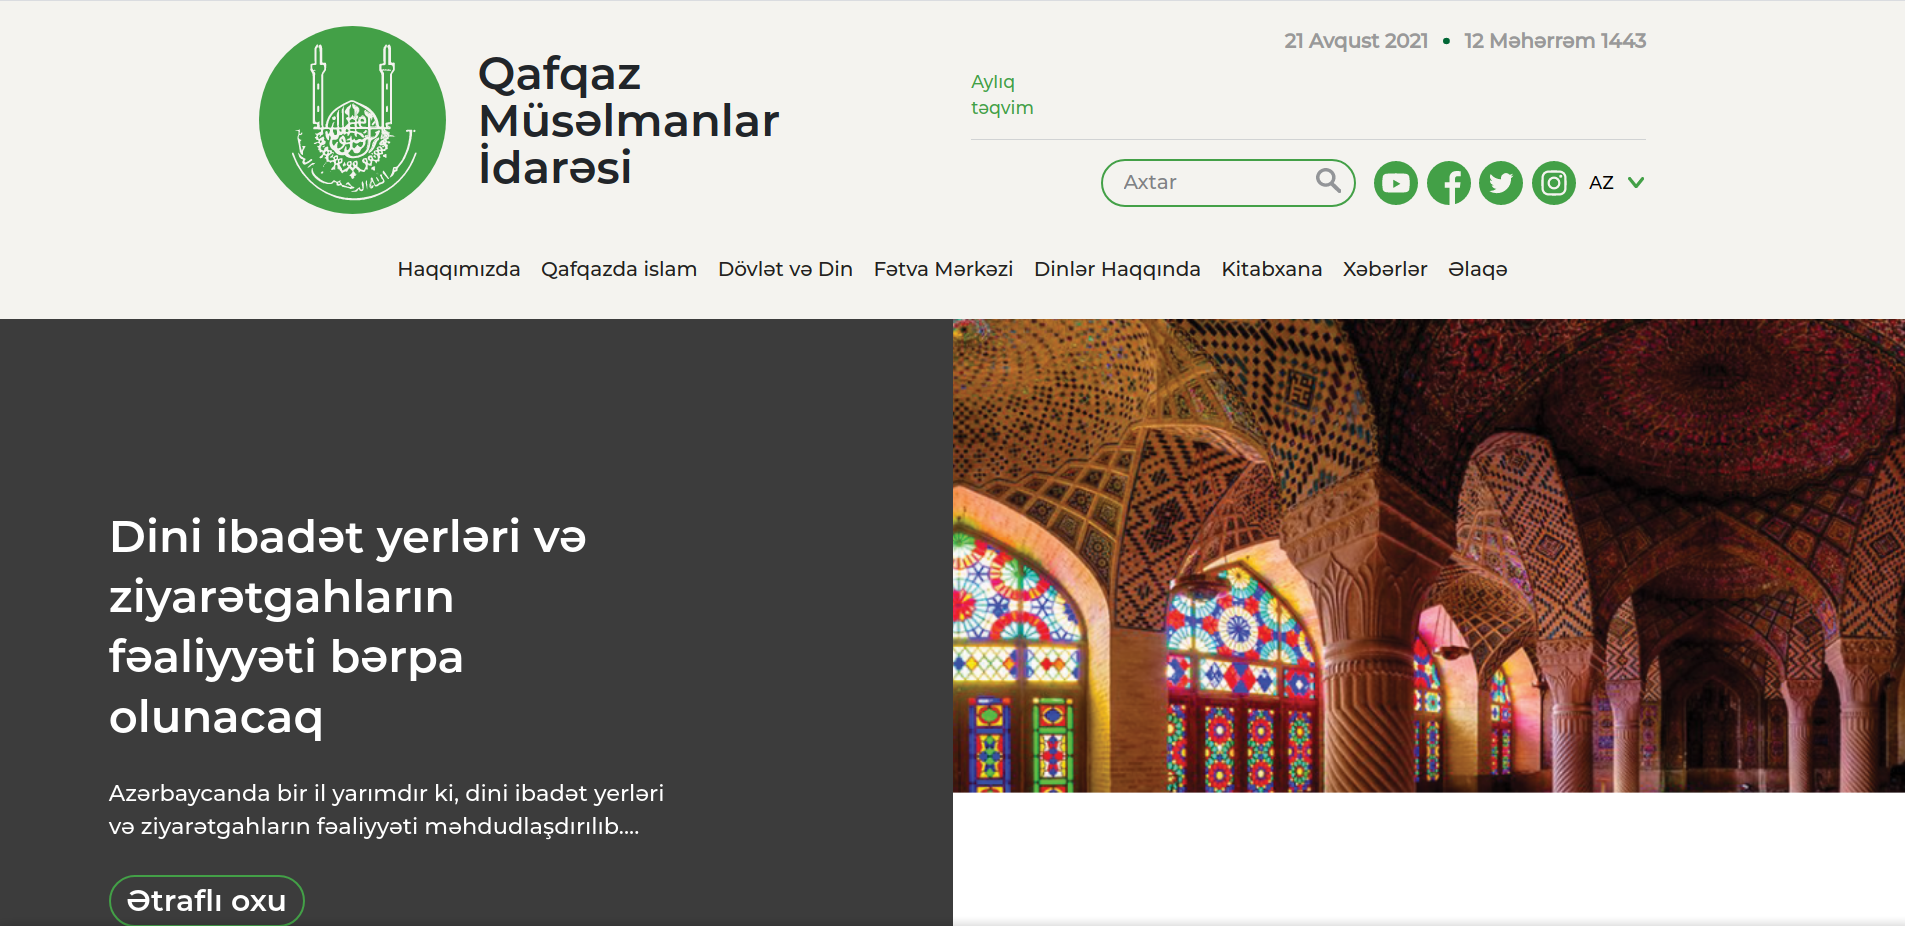 Qafqaz
Müsəlmanlar
İdarəsi
21 Avqust 2021 • 12 Məhərrəm 1443
Aylıq
təqvim
Axtar
AZ
Haqqımızda Qafqazda islam Dövlət və Din Fətva Mərkəzi Dinlər Haqqında Kitabxana Xəbərlər Əlaqə
Dini ibadət yerləri və
ziyarətgahların
fəaliyyəti bərpa
olunacaq
Azərbaycanda bir il yarımdır ki, dini ibadət yerləri
və ziyarətgahların fəaliyyəti məhdudlaşdırılıb....
Ətraflı oxu